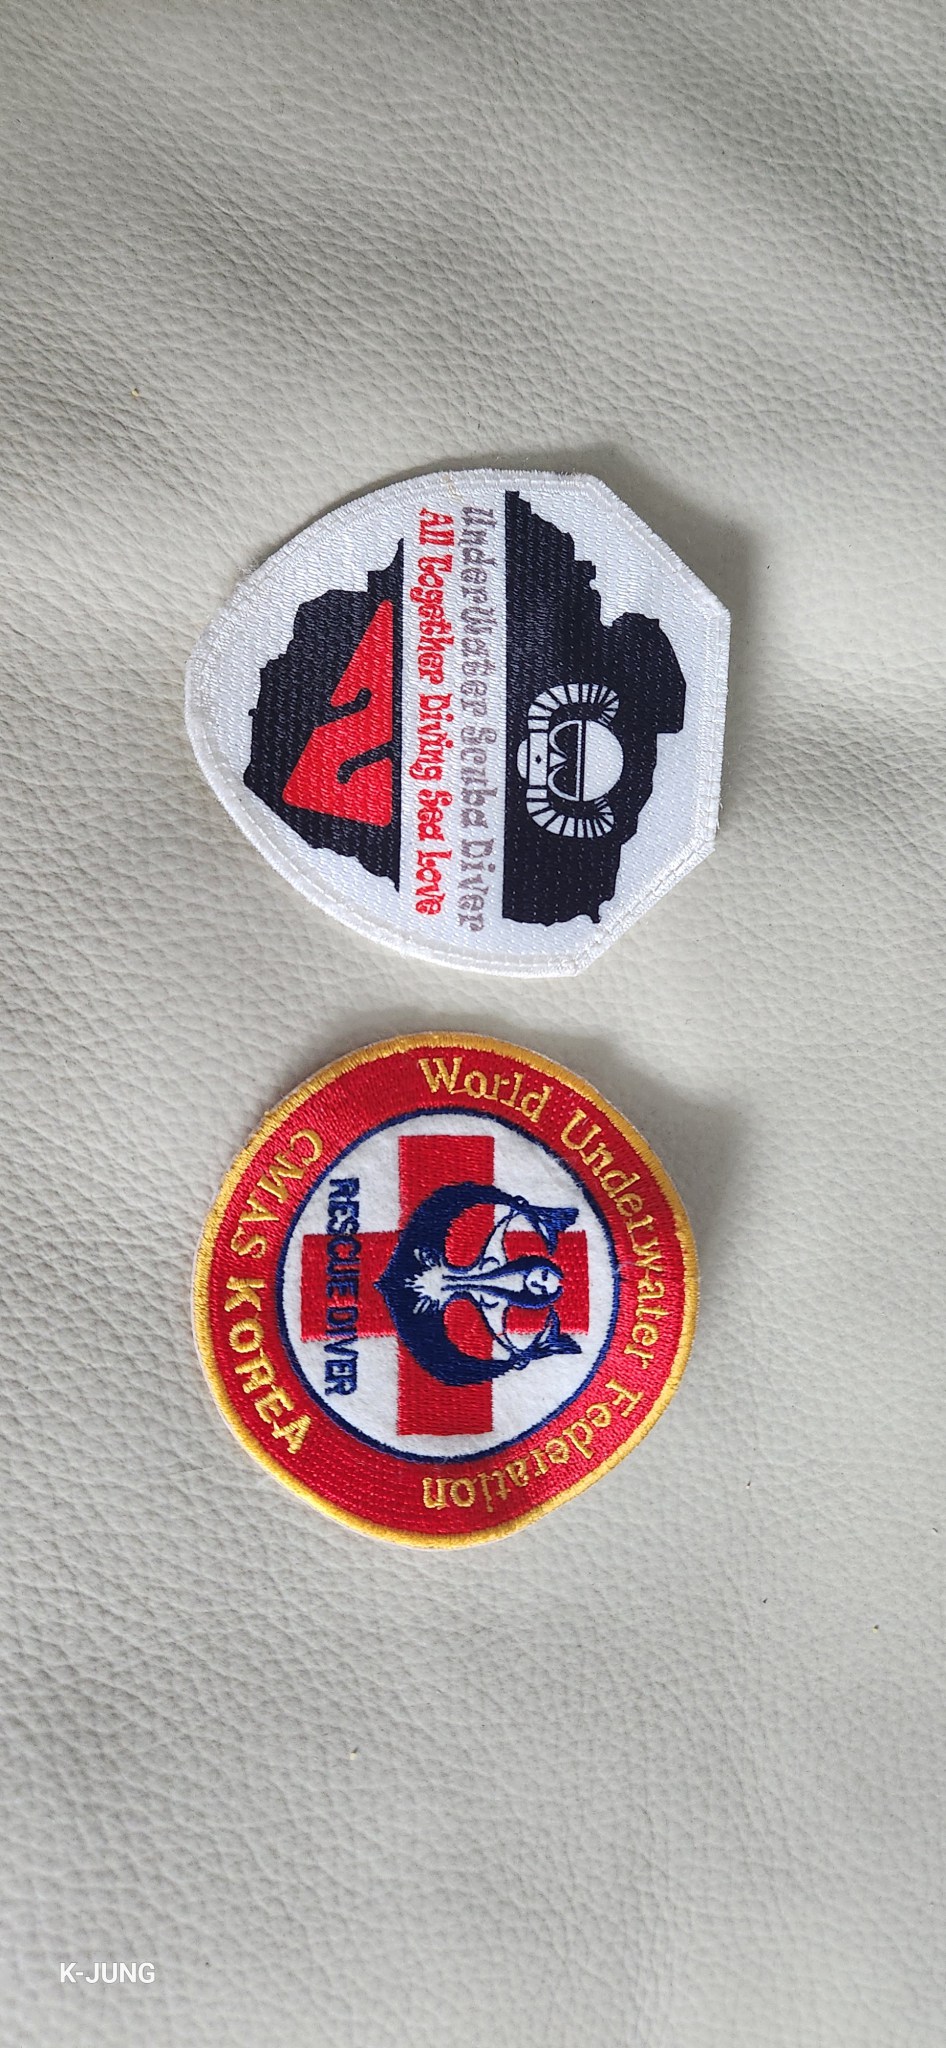 UnderWater Scuba Diver
All Together Diving Sea Love
World Underwater Federation
RESCUE DIVER
CMAS KOREA
K-JUNG